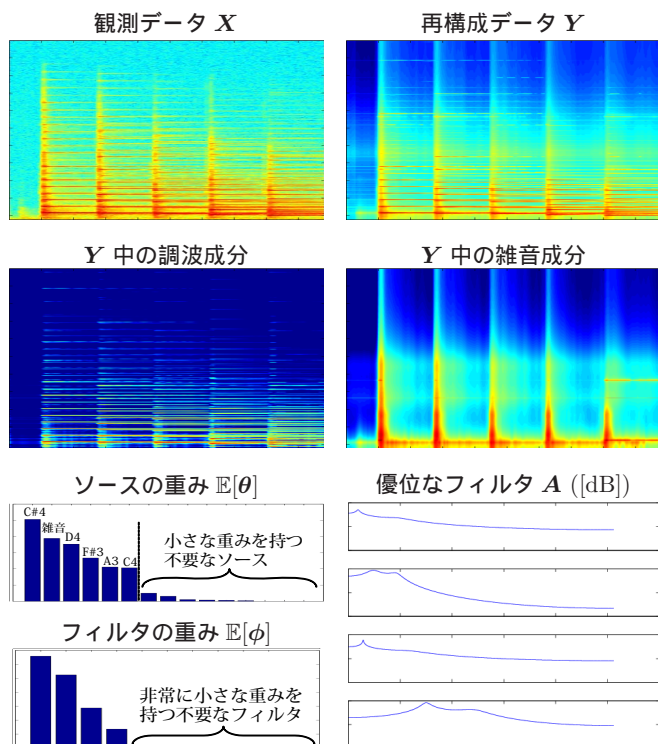 観測データ X
再構成データ Y
Y 中の調波成分
Y 中の雑音成分
ソースの重み 𝔼[θ]
C#4
雑音
D4
F#3
A3
C4
小さな重みを持つ
不要なソース
優位なフィルタ A ([dB])
フィルタの重み 𝔼[ϕ]
非常に小さな重みを
持つ不要なフィルタ